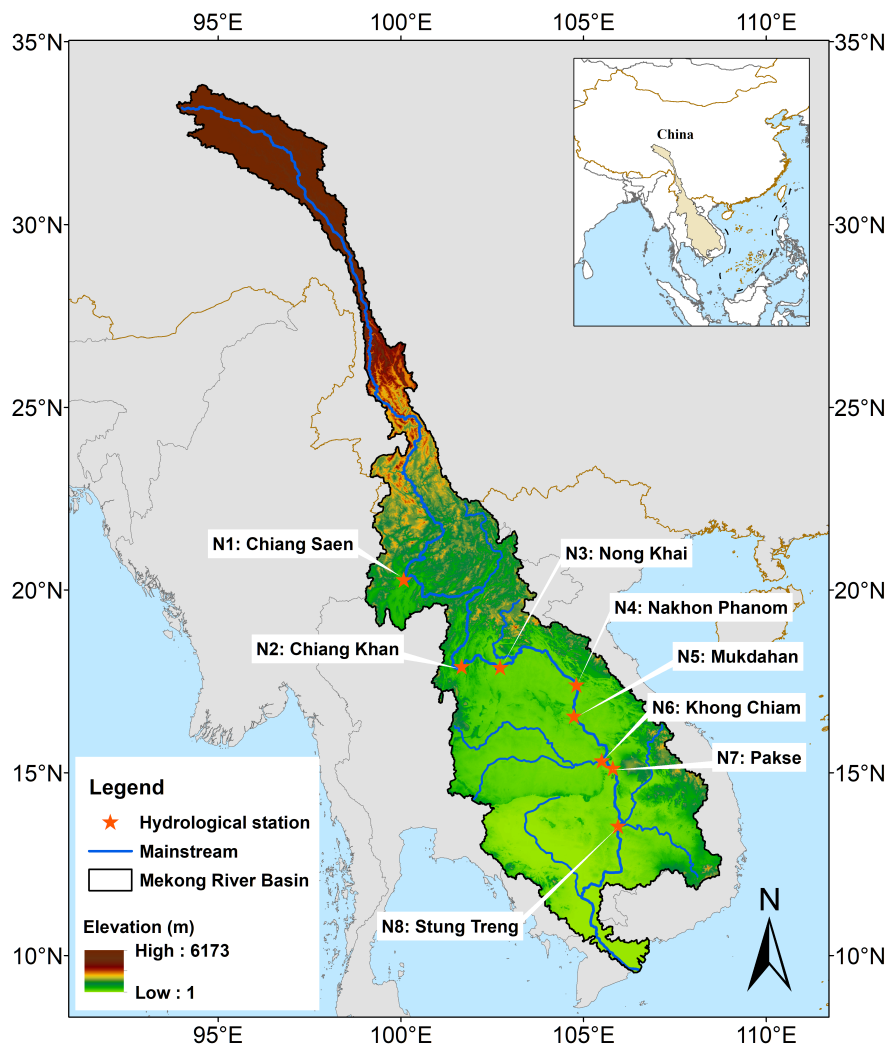 95°E 100°E 105°E 110°E
35°N 35°N
China
30°N 30°N
25°N 25°N
N1: Chiang Saen
N3: Nong Khai
20°N 20°N
N4: Nakhon Phanom
N2: Chiang Khan
N5: Mukdahan
N6: Khong Chiam
N7: Pakse
15°N 15°N
Legend
Hydrological station
Mainstream
Mekong River Basin
Elevation (m)
High : 6173
Low : 1
N8: Stung Treng
N
10°N 10°N
95°E 100°E 105°E 110°E